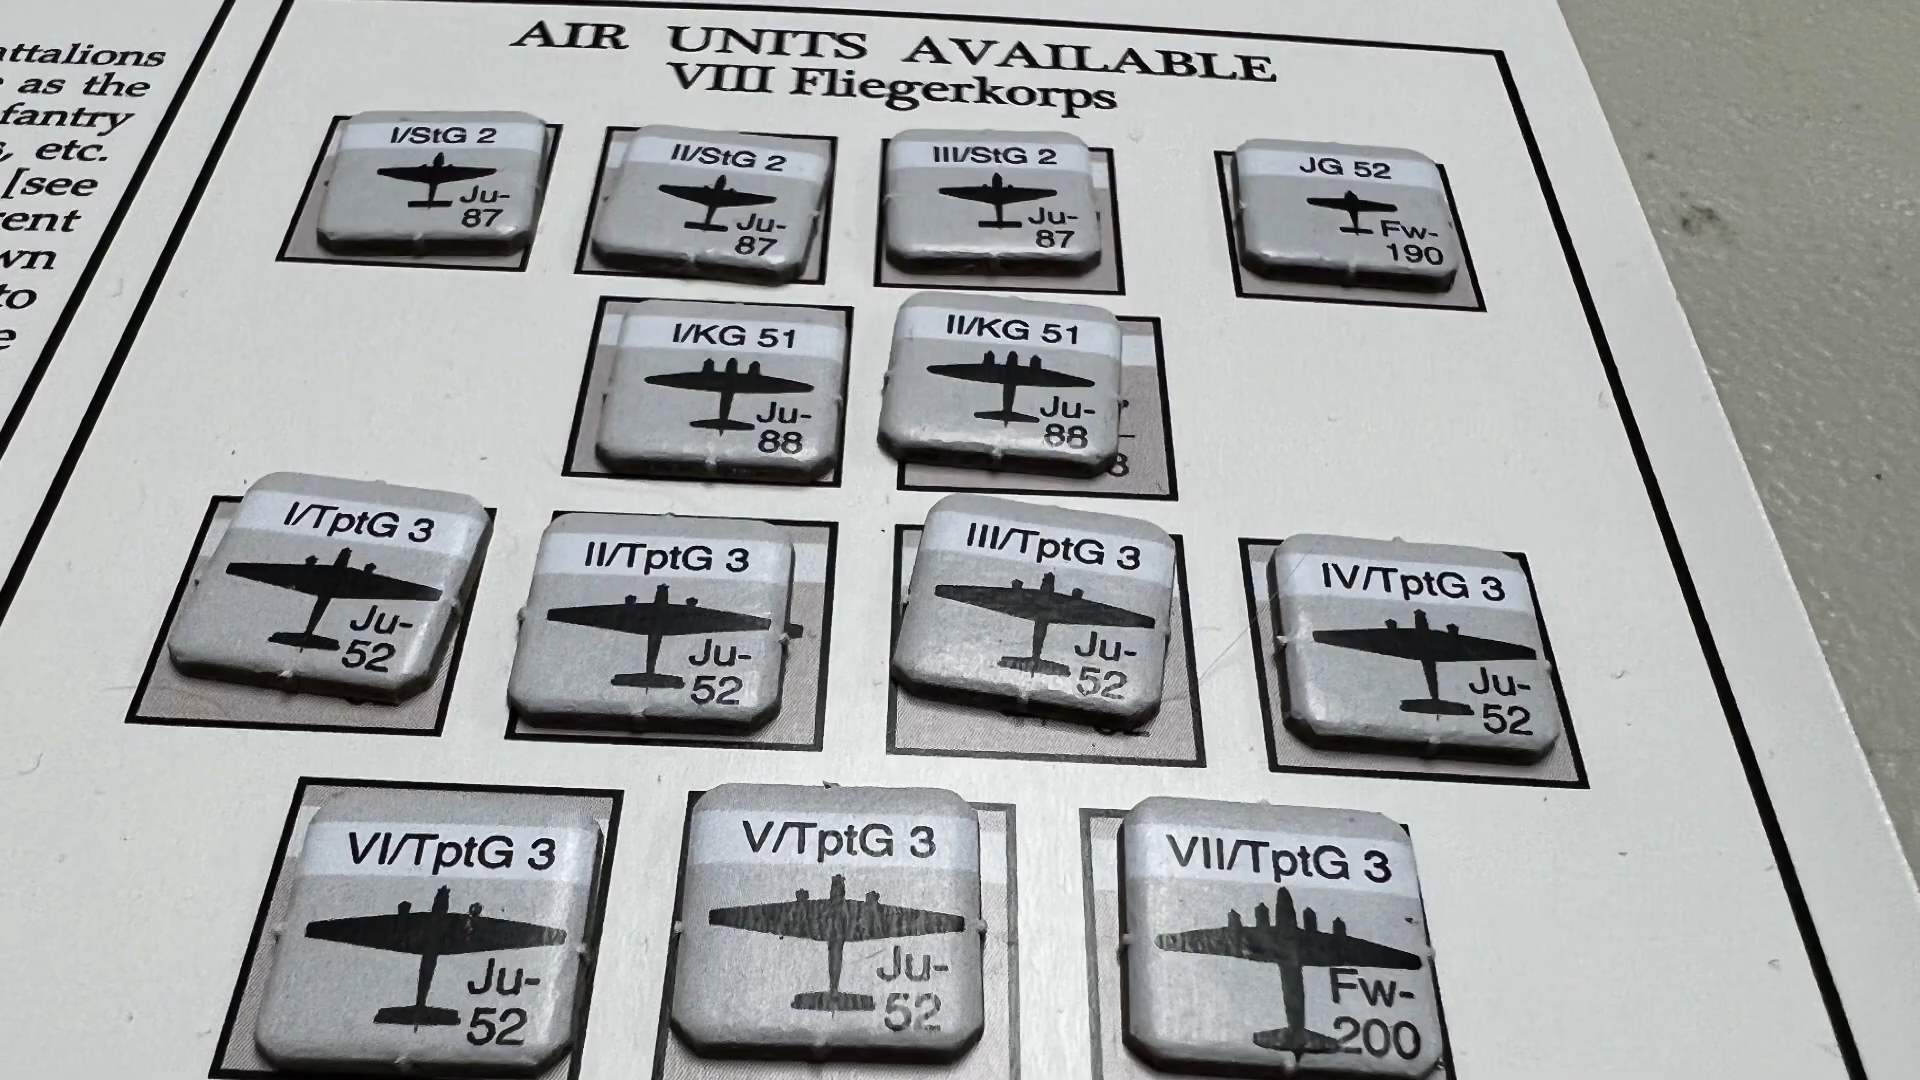 attalions
as the
fantry
, etc.
[see
rent
wn
to
e
AIR UNITS AVAILABLE
VIII Fliegerkorps
I/StG 2
Ju-
87
II/StG 2
Ju-
87
III/StG 2
Ju-
87
JG 52
Fw-
190
I/KG 51
Ju-
88
II/KG 51
Ju-
88
8
I/TptG 3
Ju-
52
II/TptG 3
Ju-
52
III/TptG 3
Ju-
52
IV/TptG 3
Ju-
52
VI/TptG 3
Ju-
52
V/TptG 3
Ju-
52
VII/TptG 3
Fw-
200